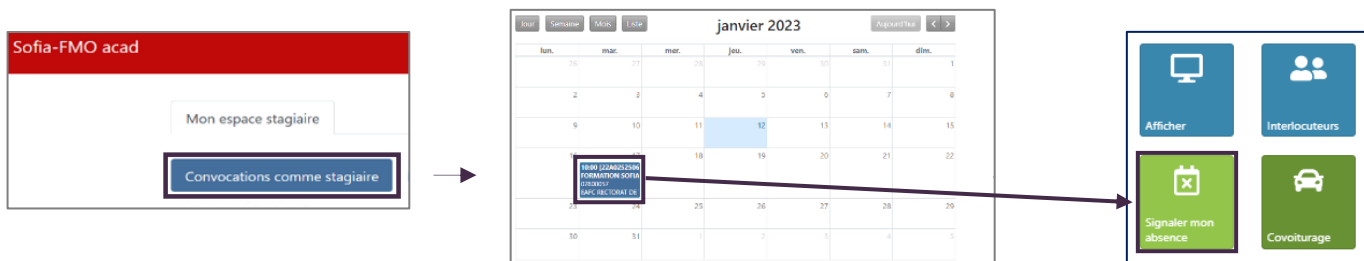 Sofia-FMO acad
Mon espace stagiaire
Convocations comme stagiaire
Jour Semaine Mois Liste
janvier 2023
Aujourd'hui
lun. mar. mer. jeu. ven. sam. dim.
26 27 28 29 30 31 1
2 3 4 5 6 7 8
9 10 11 12 13 14 15
16 17 18 19 20 21 22
10:00 [22A0252506
FORMATION SOFIA
EAFC RECTORAT DE
23 24 25 26 27 28 29
30 31 1 2 3 4 5
Afficher
Interlocuteurs
Signaler mon
absence
Covoiturage